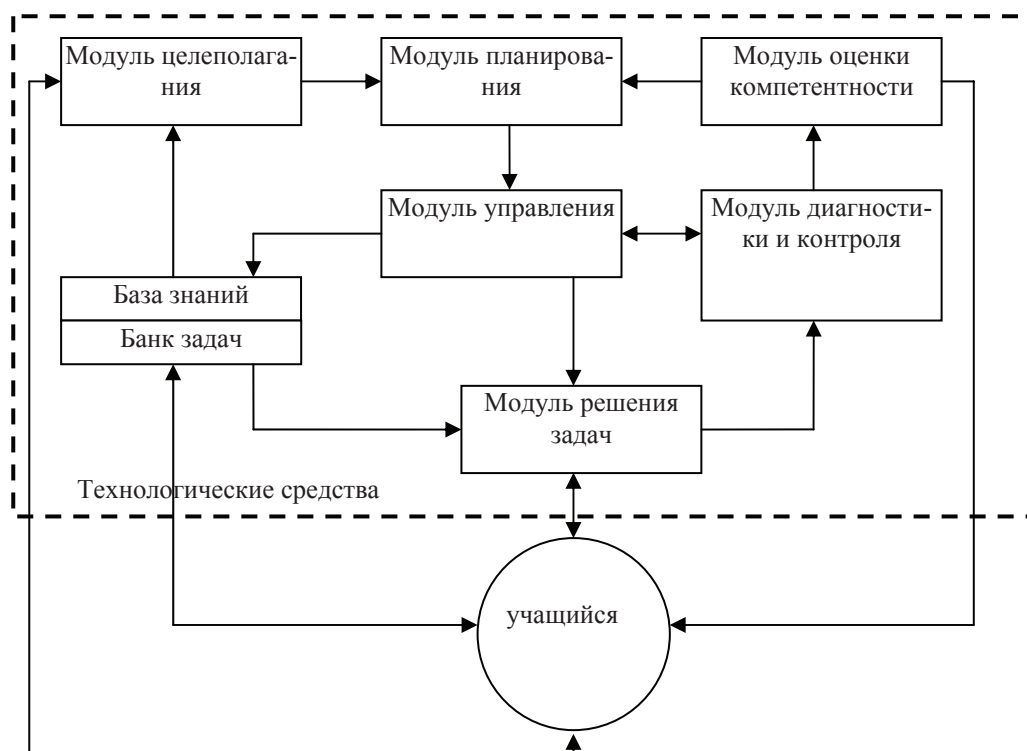 Модуль целеполага-
ния
Модуль планирова-
ния
Модуль оценки
компетентности
Модуль управления
Модуль диагности-
ки и контроля
База знаний
Банк задач
Модуль решения
задач
Технологические средства
учащийся